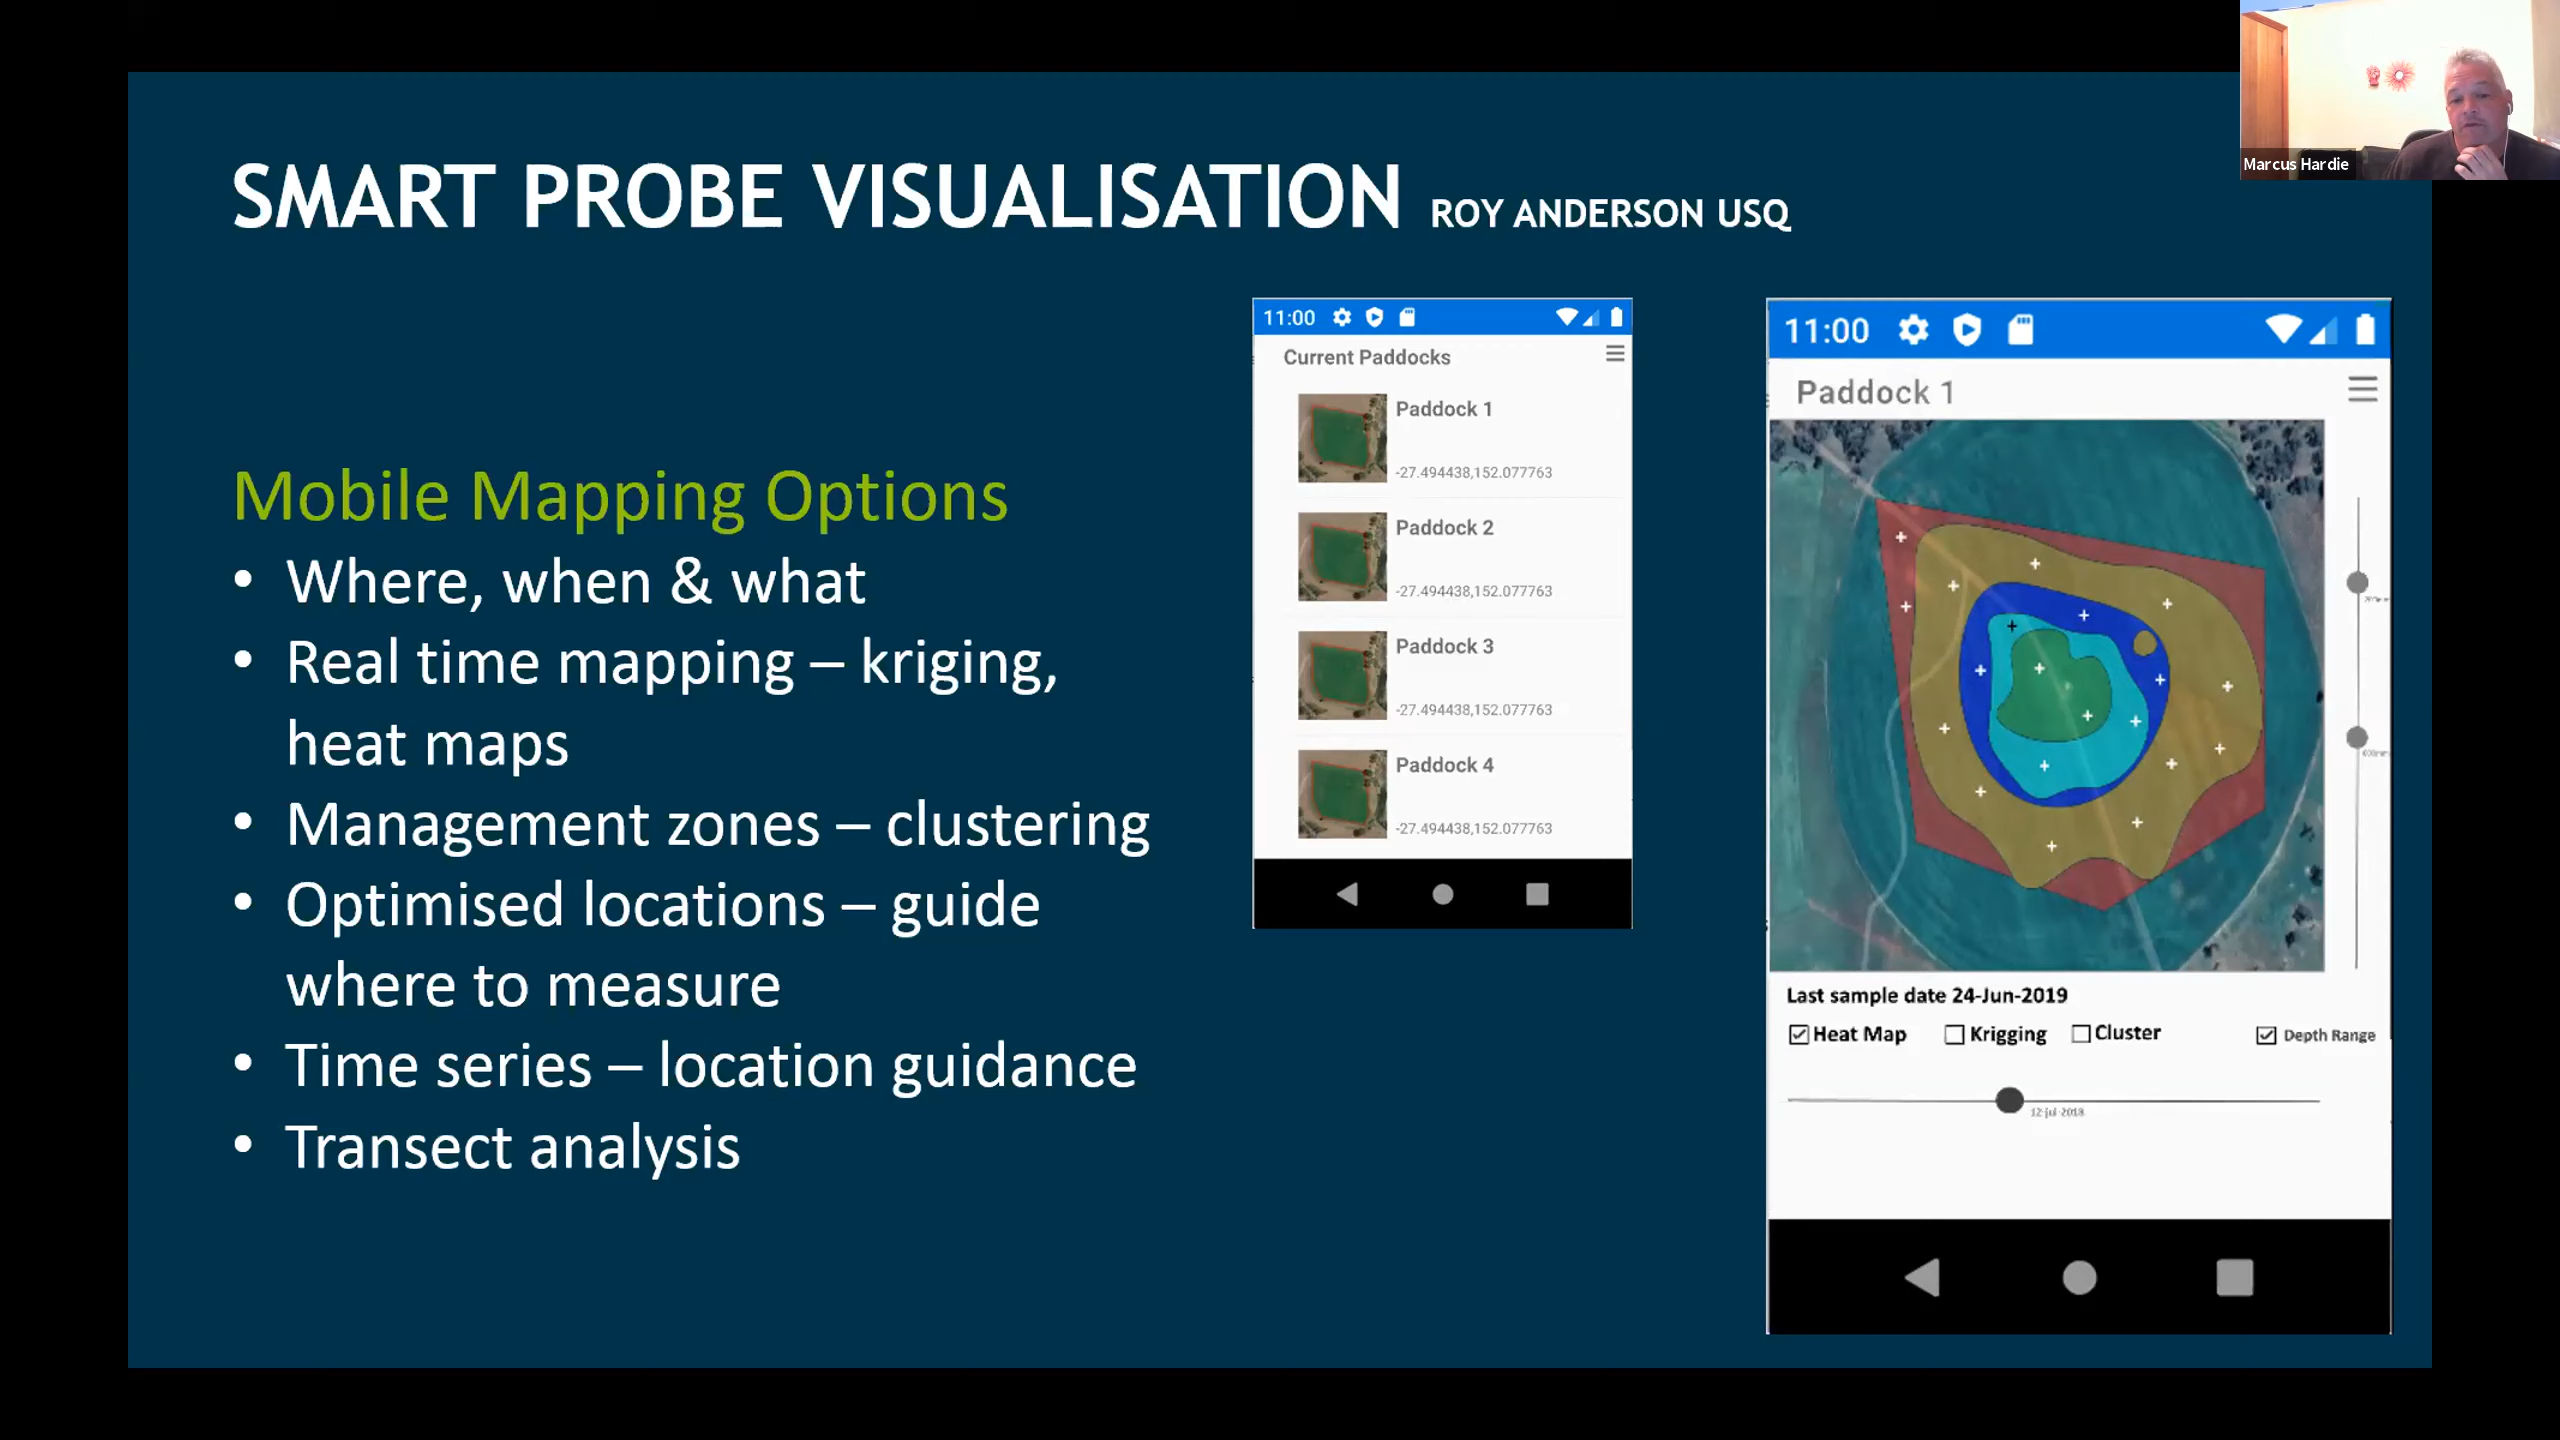 Marcus Hardie
SMART PROBE VISUALISATION ROY ANDERSON USQ
Mobile Mapping Options
• Where, when & what
• Real time mapping – kriging,
heat maps
• Management zones – clustering
• Optimised locations – guide
where to measure
• Time series – location guidance
• Transect analysis
11:00
Current Paddocks
Paddock 1
-27.494438,152.077763
Paddock 2
-27.494438,152.077763
Paddock 3
-27.494438,152.077763
Paddock 4
-27.494438,152.077763
11:00
Paddock 1
Last sample date 24-Jun-2019
Heat Map Krigging Cluster Depth Range
12-jul-2018